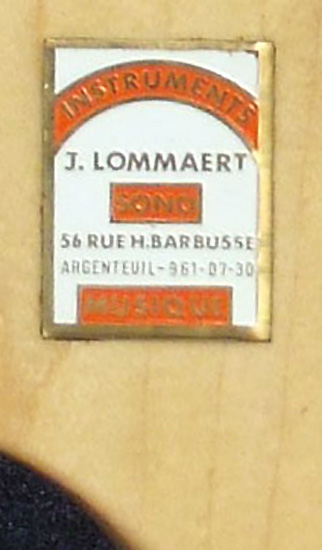 INSTRUMENTS
J. LOMMAERT
SONO
56 RUE H.BARBUSSE
ARGENTEUIL-961-07-30
MUSIQUE